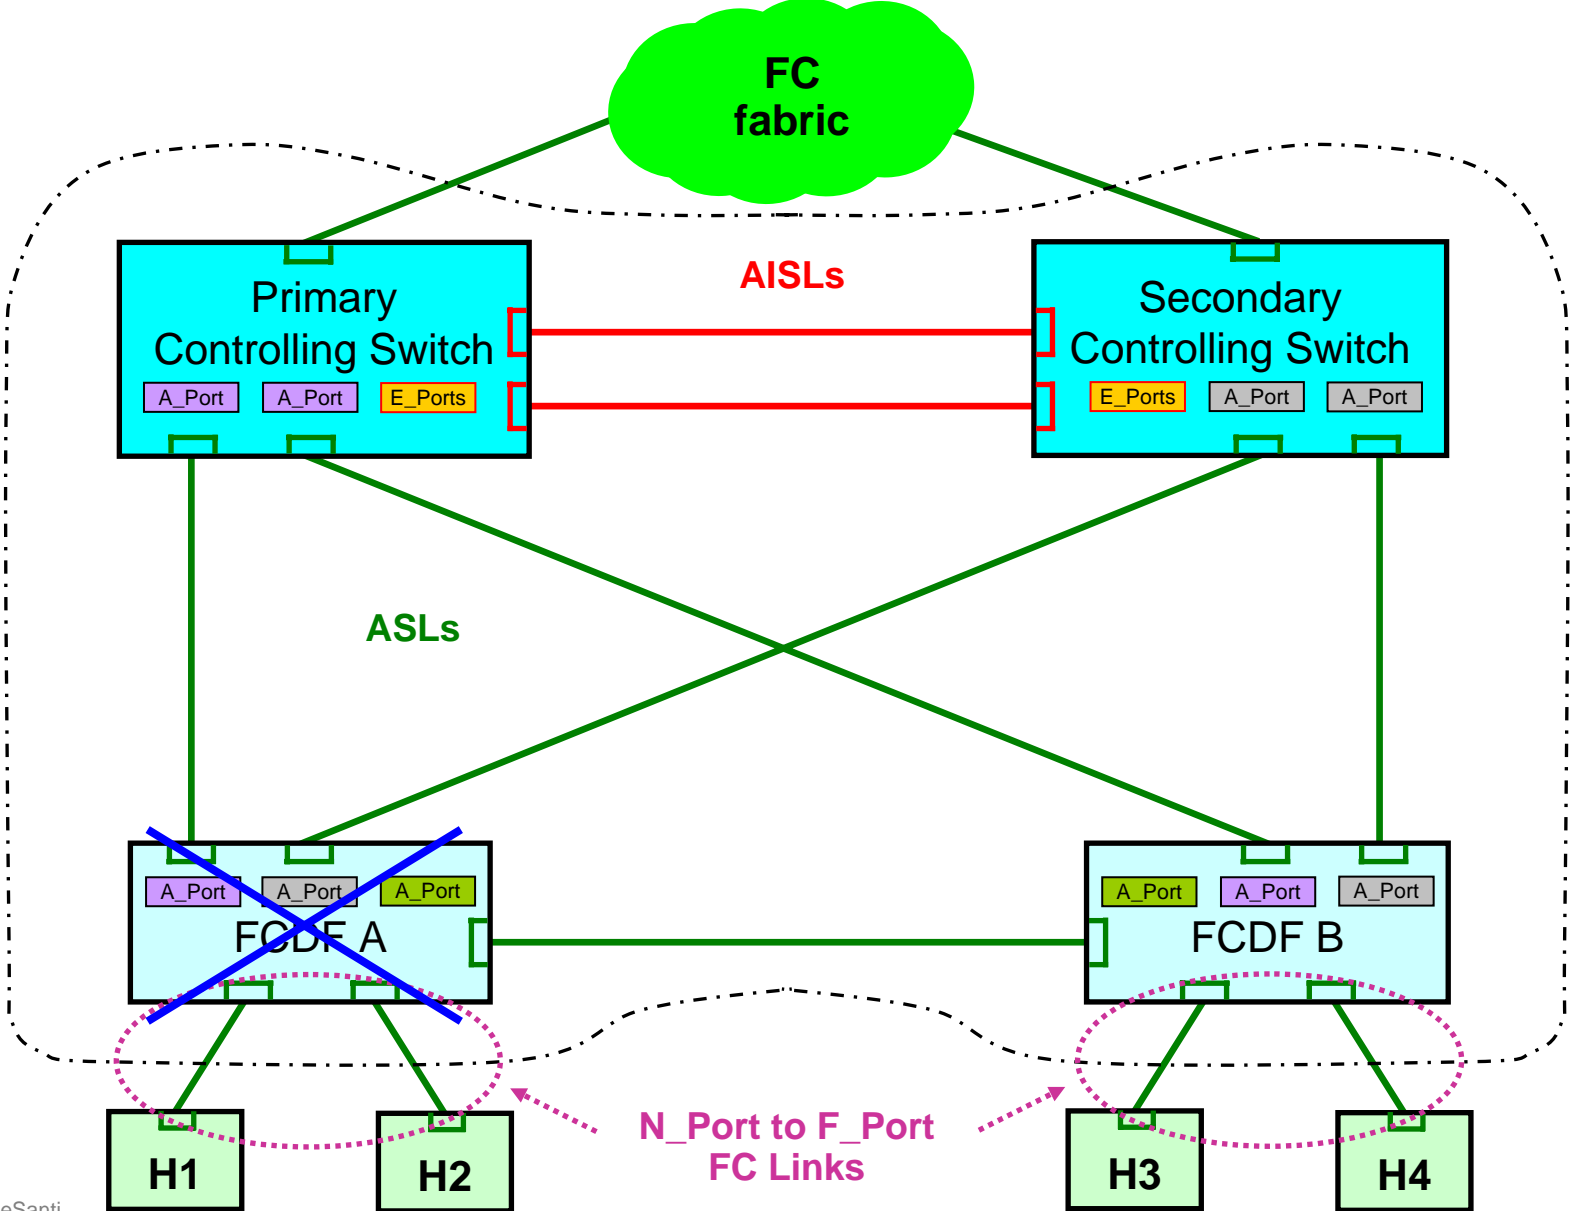 FC
fabric
AISLs
Primary
Controlling Switch
A_Port A_Port E_Ports
Secondary
Controlling Switch
E_Ports A_Port A_Port
ASLs
A_Port A_Port A_Port
FCDF A
A_Port A_Port A_Port
FCDF B
N_Port to F_Port
FC Links
H1
H2
H3
H4